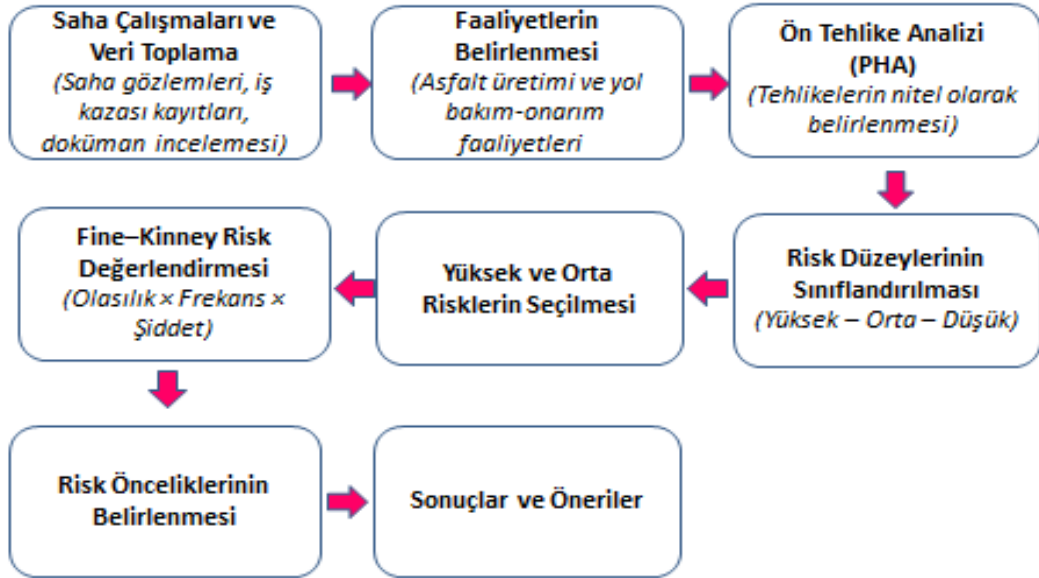 Saha Çalışmaları ve
Veri Toplama
(Saha gözlemleri, iş
kazası kayıtları,
doküman incelemesi)
Faaliyetlerin
Belirlenmesi
(Asfalt üretimi ve yol
bakım-onarım
faaliyetleri
Ön Tehlike Analizi
(PHA)
(Tehlikelerin nitel olarak
belirlenmesi)
Risk Düzeylerinin
Sınıflandırılması
(Yüksek – Orta – Düşük)
Yüksek ve Orta
Risklerin Seçilmesi
Fine–Kinney Risk
Değerlendirmesi
(Olasılık × Frekans ×
Şiddet)
Risk Önceliklerinin
Belirlenmesi
Sonuçlar ve Öneriler